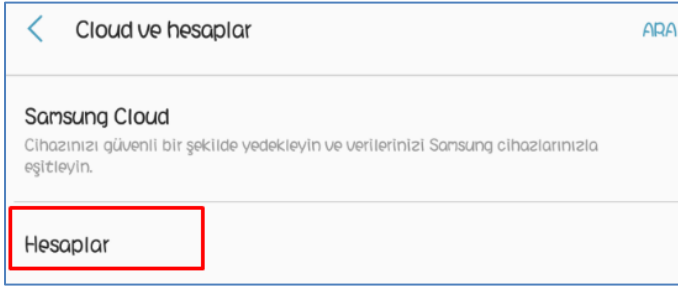 Cloud ve hesaplar ARA
Samsung Cloud
Cihazınızı güvenli bir şekilde yedekleyin ve verilerinizi Samsung cihazlarınızla
eşitleyin.
Hesaplar